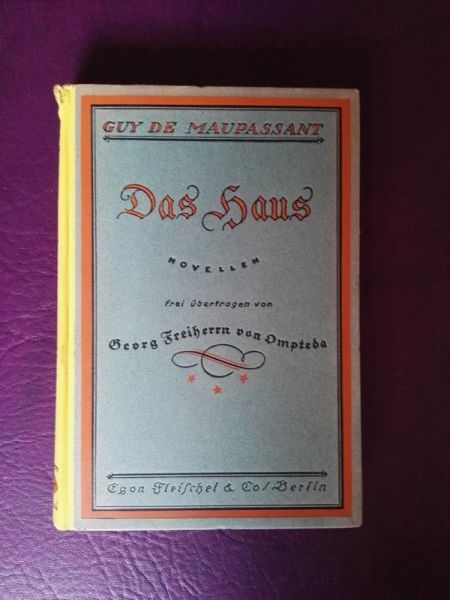 GUY DE MAUPASSANT
Das Haus
NOVELLEN
frei übertragen von
Georg Freiherrn von Ompteda
Egon Fleischel & Co/Berlin